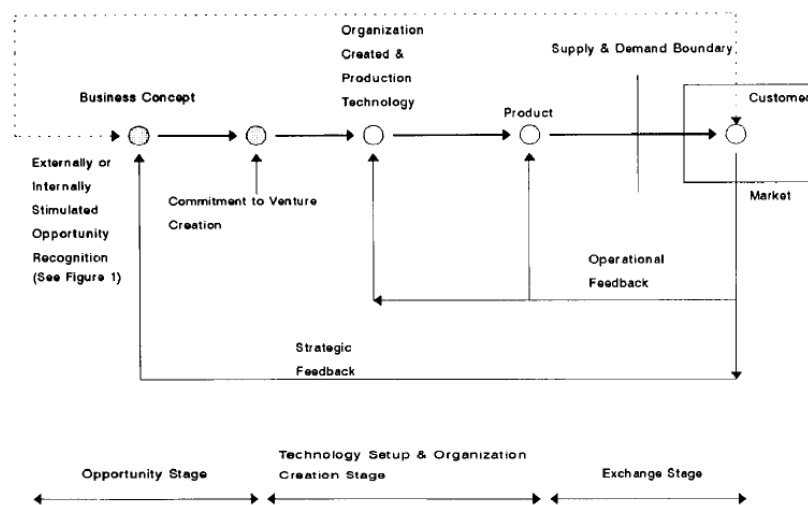 Organization
Created &
Production
Technology
Supply & Demand Boundary
Business Concept
Product
Customer
Externally or
Internally
Stimulated
Opportunity
Recognition
(See Figure 1)
Commitment to Venture
Creation
Market
Operational
Feedback
Strategic
Feedback
Opportunity Stage
Technology Setup & Organization
Creation Stage
Exchange Stage